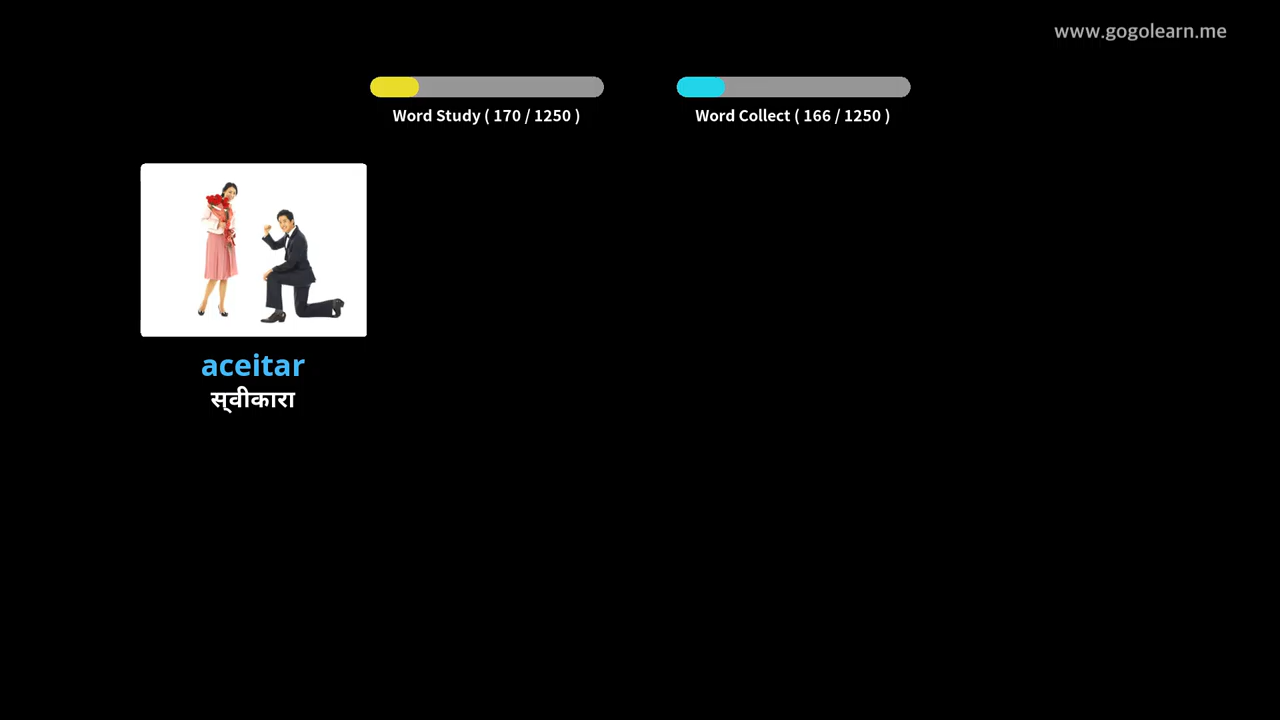 www.gogolearn.me
Word Study ( 170 / 1250 )
Word Collect ( 166 / 1250 )
aceitar
स्वीकारा